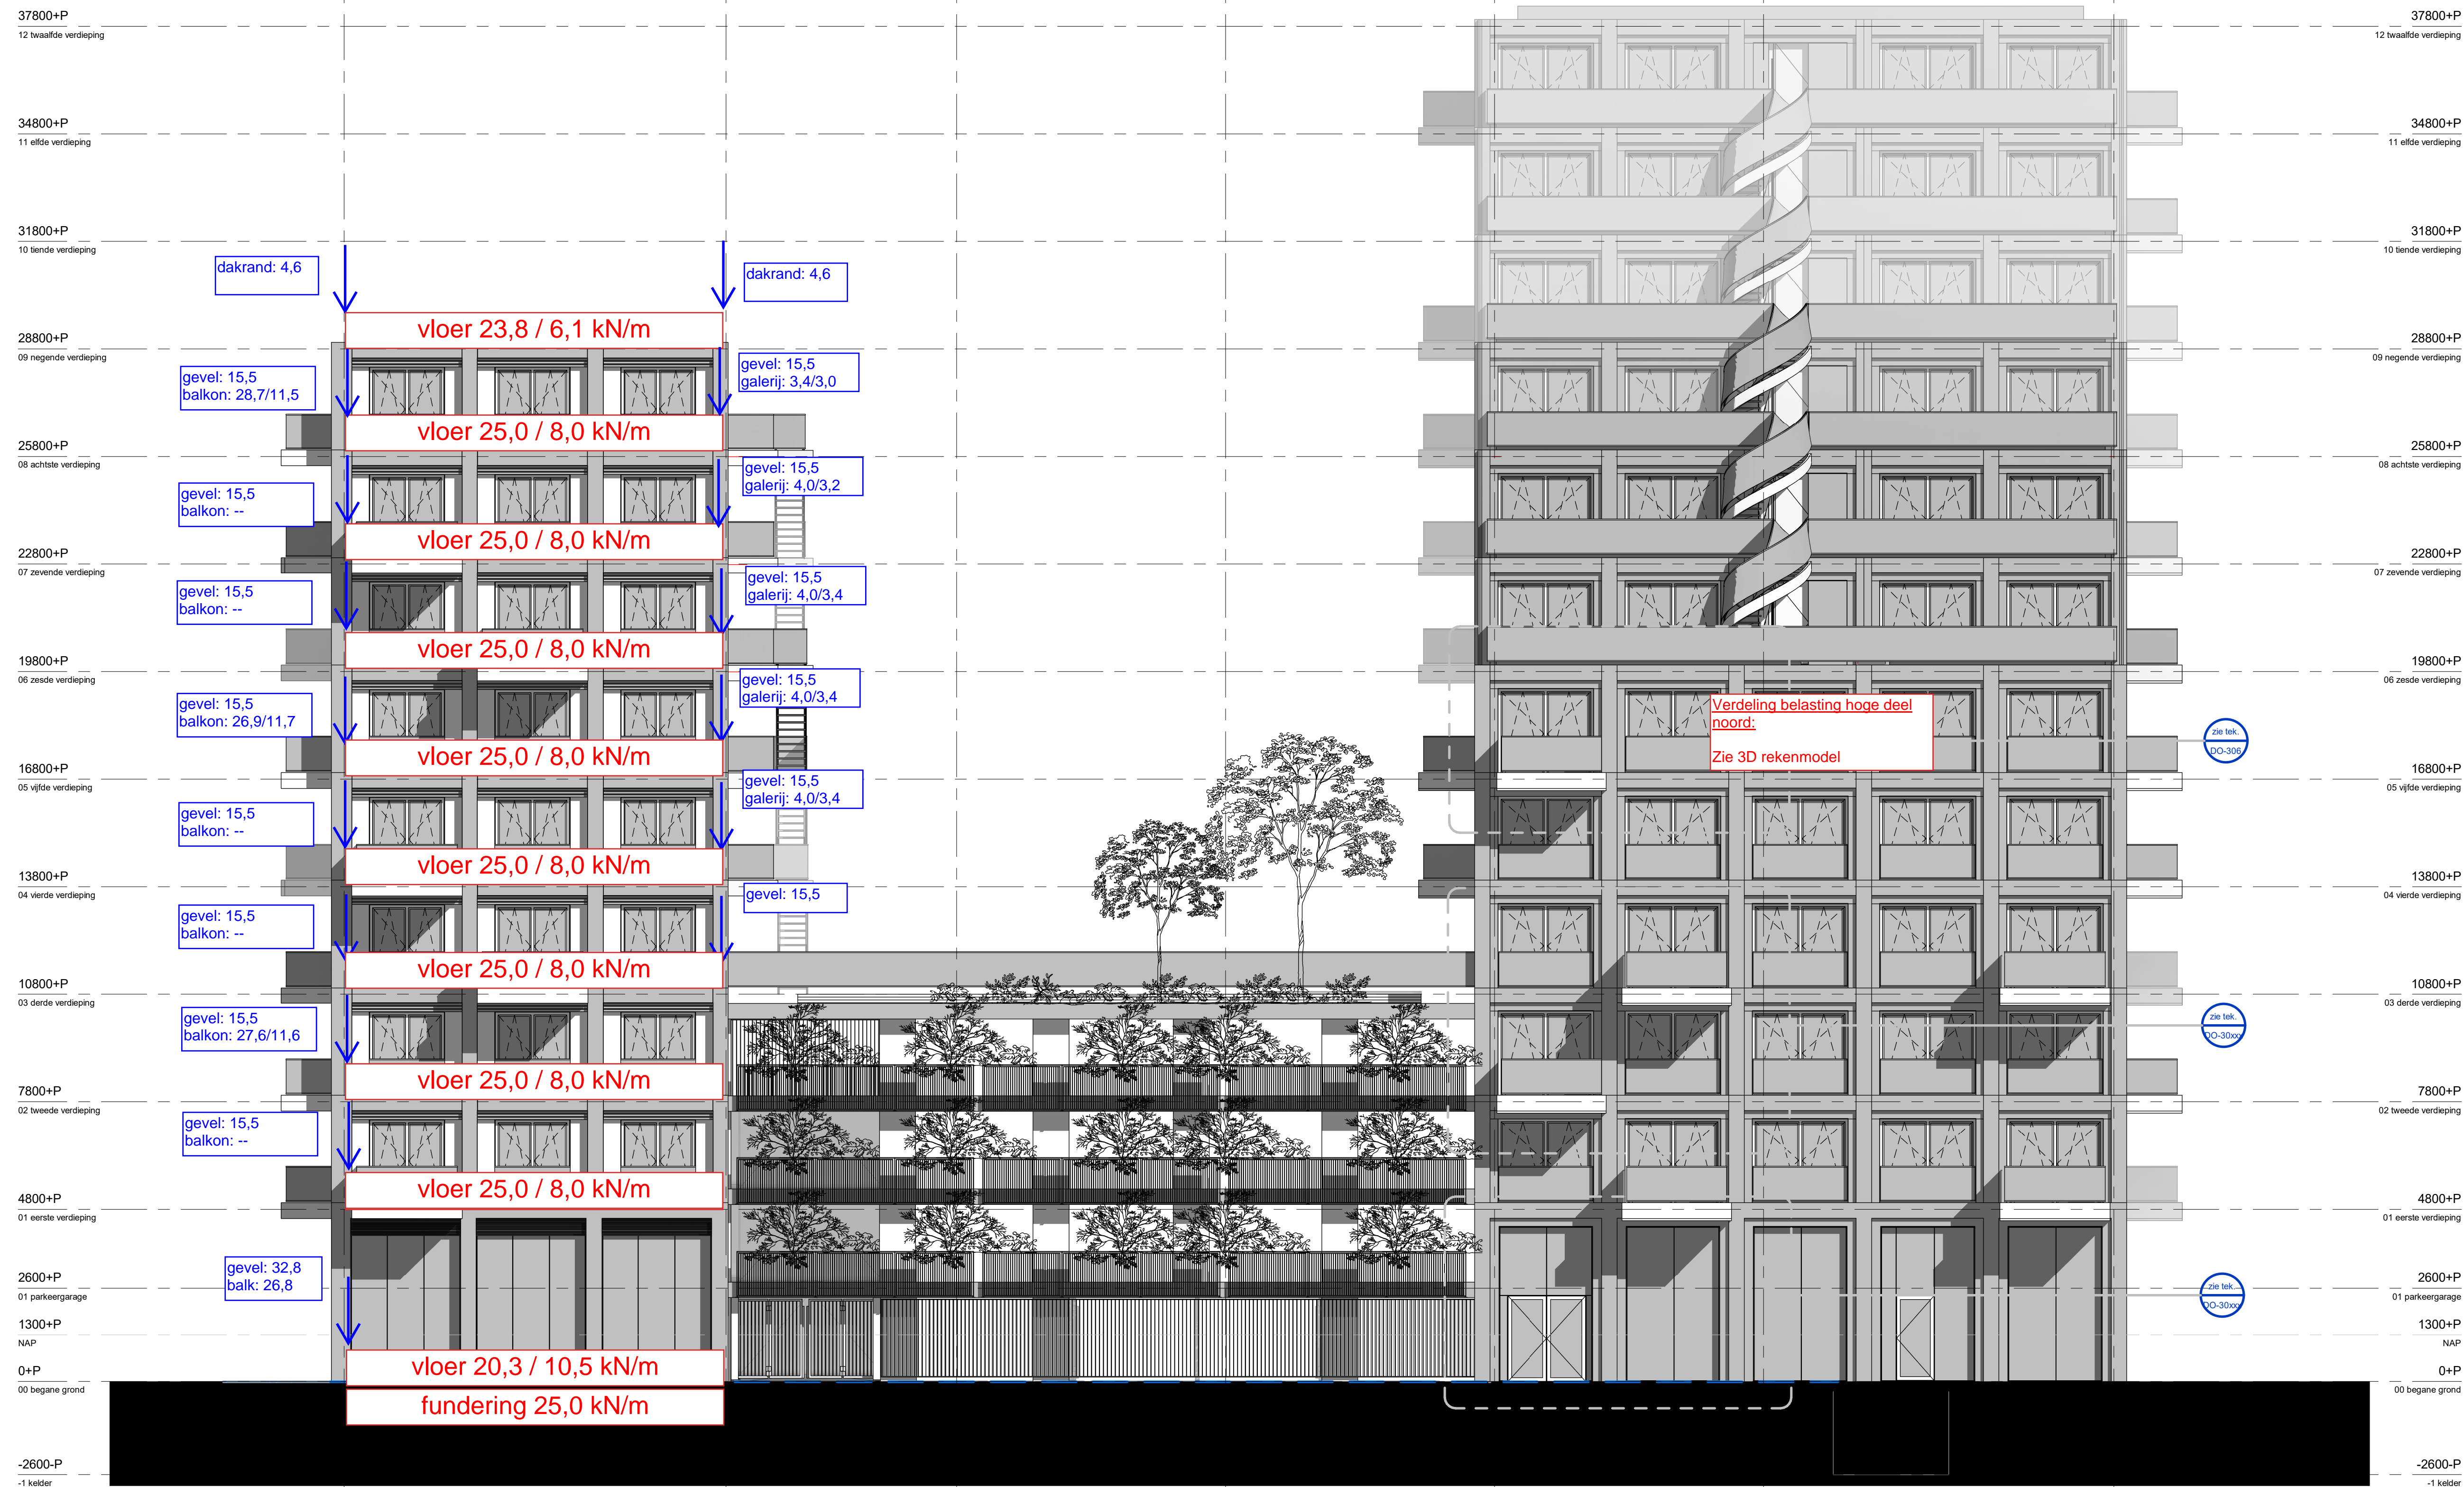 37800+P
12 twaalfde verdieping
34800+P
11 elfde verdieping
31800+P
10 tiende verdieping
28800+P
09 negende verdieping
25800+P
08 achtste verdieping
22800+P
07 zevende verdieping
19800+P
06 zesde verdieping
16800+P
05 vijfde verdieping
13800+P
04 vierde verdieping
10800+P
03 derde verdieping
7800+P
02 tweede verdieping
4800+P
01 eerste verdieping
2600+P
01 parkeergarage
1300+P
NAP
0+P
00 begane grond
-2600-P
-1 kelder
dakrand: 4,6
gevel: 15,5
balkon: 28,7/11,5
gevel: 15,5
balkon: --
gevel: 15,5
balkon: --
gevel: 15,5
balkon: 26,9/11,7
gevel: 15,5
balkon: --
gevel: 15,5
balkon: --
gevel: 15,5
balkon: 27,6/11,6
gevel: 15,5
balkon: --
gevel: 32,8
balk: 26,8
vloer 23,8 / 6,1 kN/m
vloer 25,0 / 8,0 kN/m
vloer 25,0 / 8,0 kN/m
vloer 25,0 / 8,0 kN/m
vloer 25,0 / 8,0 kN/m
vloer 25,0 / 8,0 kN/m
vloer 25,0 / 8,0 kN/m
vloer 25,0 / 8,0 kN/m
vloer 25,0 / 8,0 kN/m
vloer 20,3 / 10,5 kN/m
fundering 25,0 kN/m
dakrand: 4,6
gevel: 15,5
galerij: 3,4/3,0
gevel: 15,5
galerij: 4,0/3,2
gevel: 15,5
galerij: 4,0/3,4
gevel: 15,5
galerij: 4,0/3,4
gevel: 15,5
galerij: 4,0/3,4
gevel: 15,5
Verdeling belasting hoge deel
noord:
Zie 3D rekenmodel
zie tek.
DO-306
zie tek.
DO-30xx
zie tek.
DO-30xx
37800+P
12 twaalfde verdieping
34800+P
11 elfde verdieping
31800+P
10 tiende verdieping
28800+P
09 negende verdieping
25800+P
08 achtste verdieping
22800+P
07 zevende verdieping
19800+P
06 zesde verdieping
16800+P
05 vijfde verdieping
13800+P
04 vierde verdieping
10800+P
03 derde verdieping
7800+P
02 tweede verdieping
4800+P
01 eerste verdieping
2600+P
01 parkeergarage
1300+P
NAP
0+P
00 begane grond
-2600-P
-1 kelder